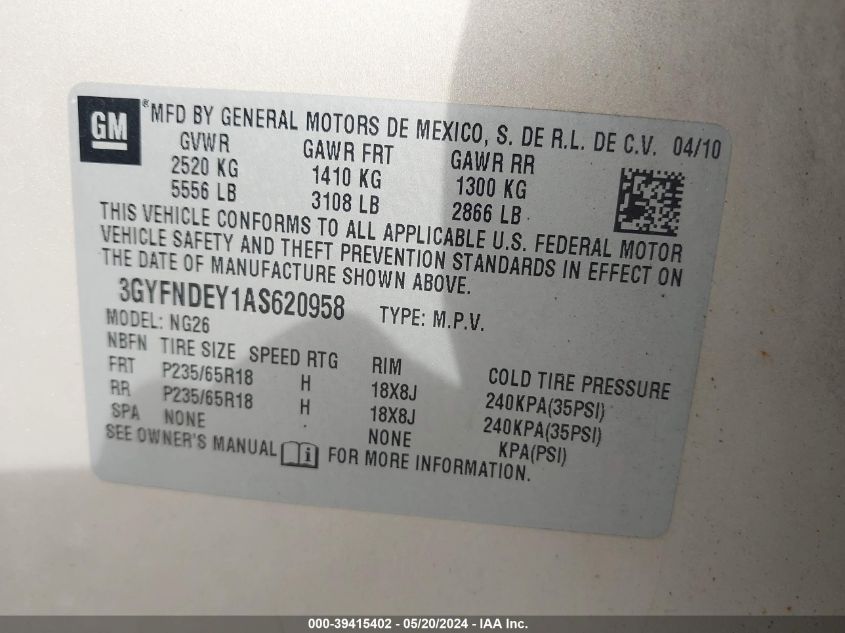 GM ® MFD BY GENERAL MOTORS DE MEXICO, S. DE R.L. DE C.V. 04/10
GVWR GAWR FRT GAWR RR
2520 KG 1410 KG 1300 KG
5556 LB 3108 LB 2866 LB
THIS VEHICLE CONFORMS TO ALL APPLICABLE U.S. FEDERAL MOTOR
VEHICLE SAFETY AND THEFT PREVENTION STANDARDS IN EFFECT ON
THE DATE OF MANUFACTURE SHOWN ABOVE.
3GYFNDEY1AS620958 TYPE: M.P.V.
MODEL: NG26
NBFN TIRE SIZE SPEED RTG RIM COLD TIRE PRESSURE
FRT P235/65R18 H 18X8J 240KPA(35PSI)
RR P235/65R18 H 18X8J 240KPA(35PSI)
SPA NONE NONE KPA(PSI)
SEE OWNER'S MANUAL i FOR MORE INFORMATION.
000-39415402 - 05/20/2024 - IAA Inc.